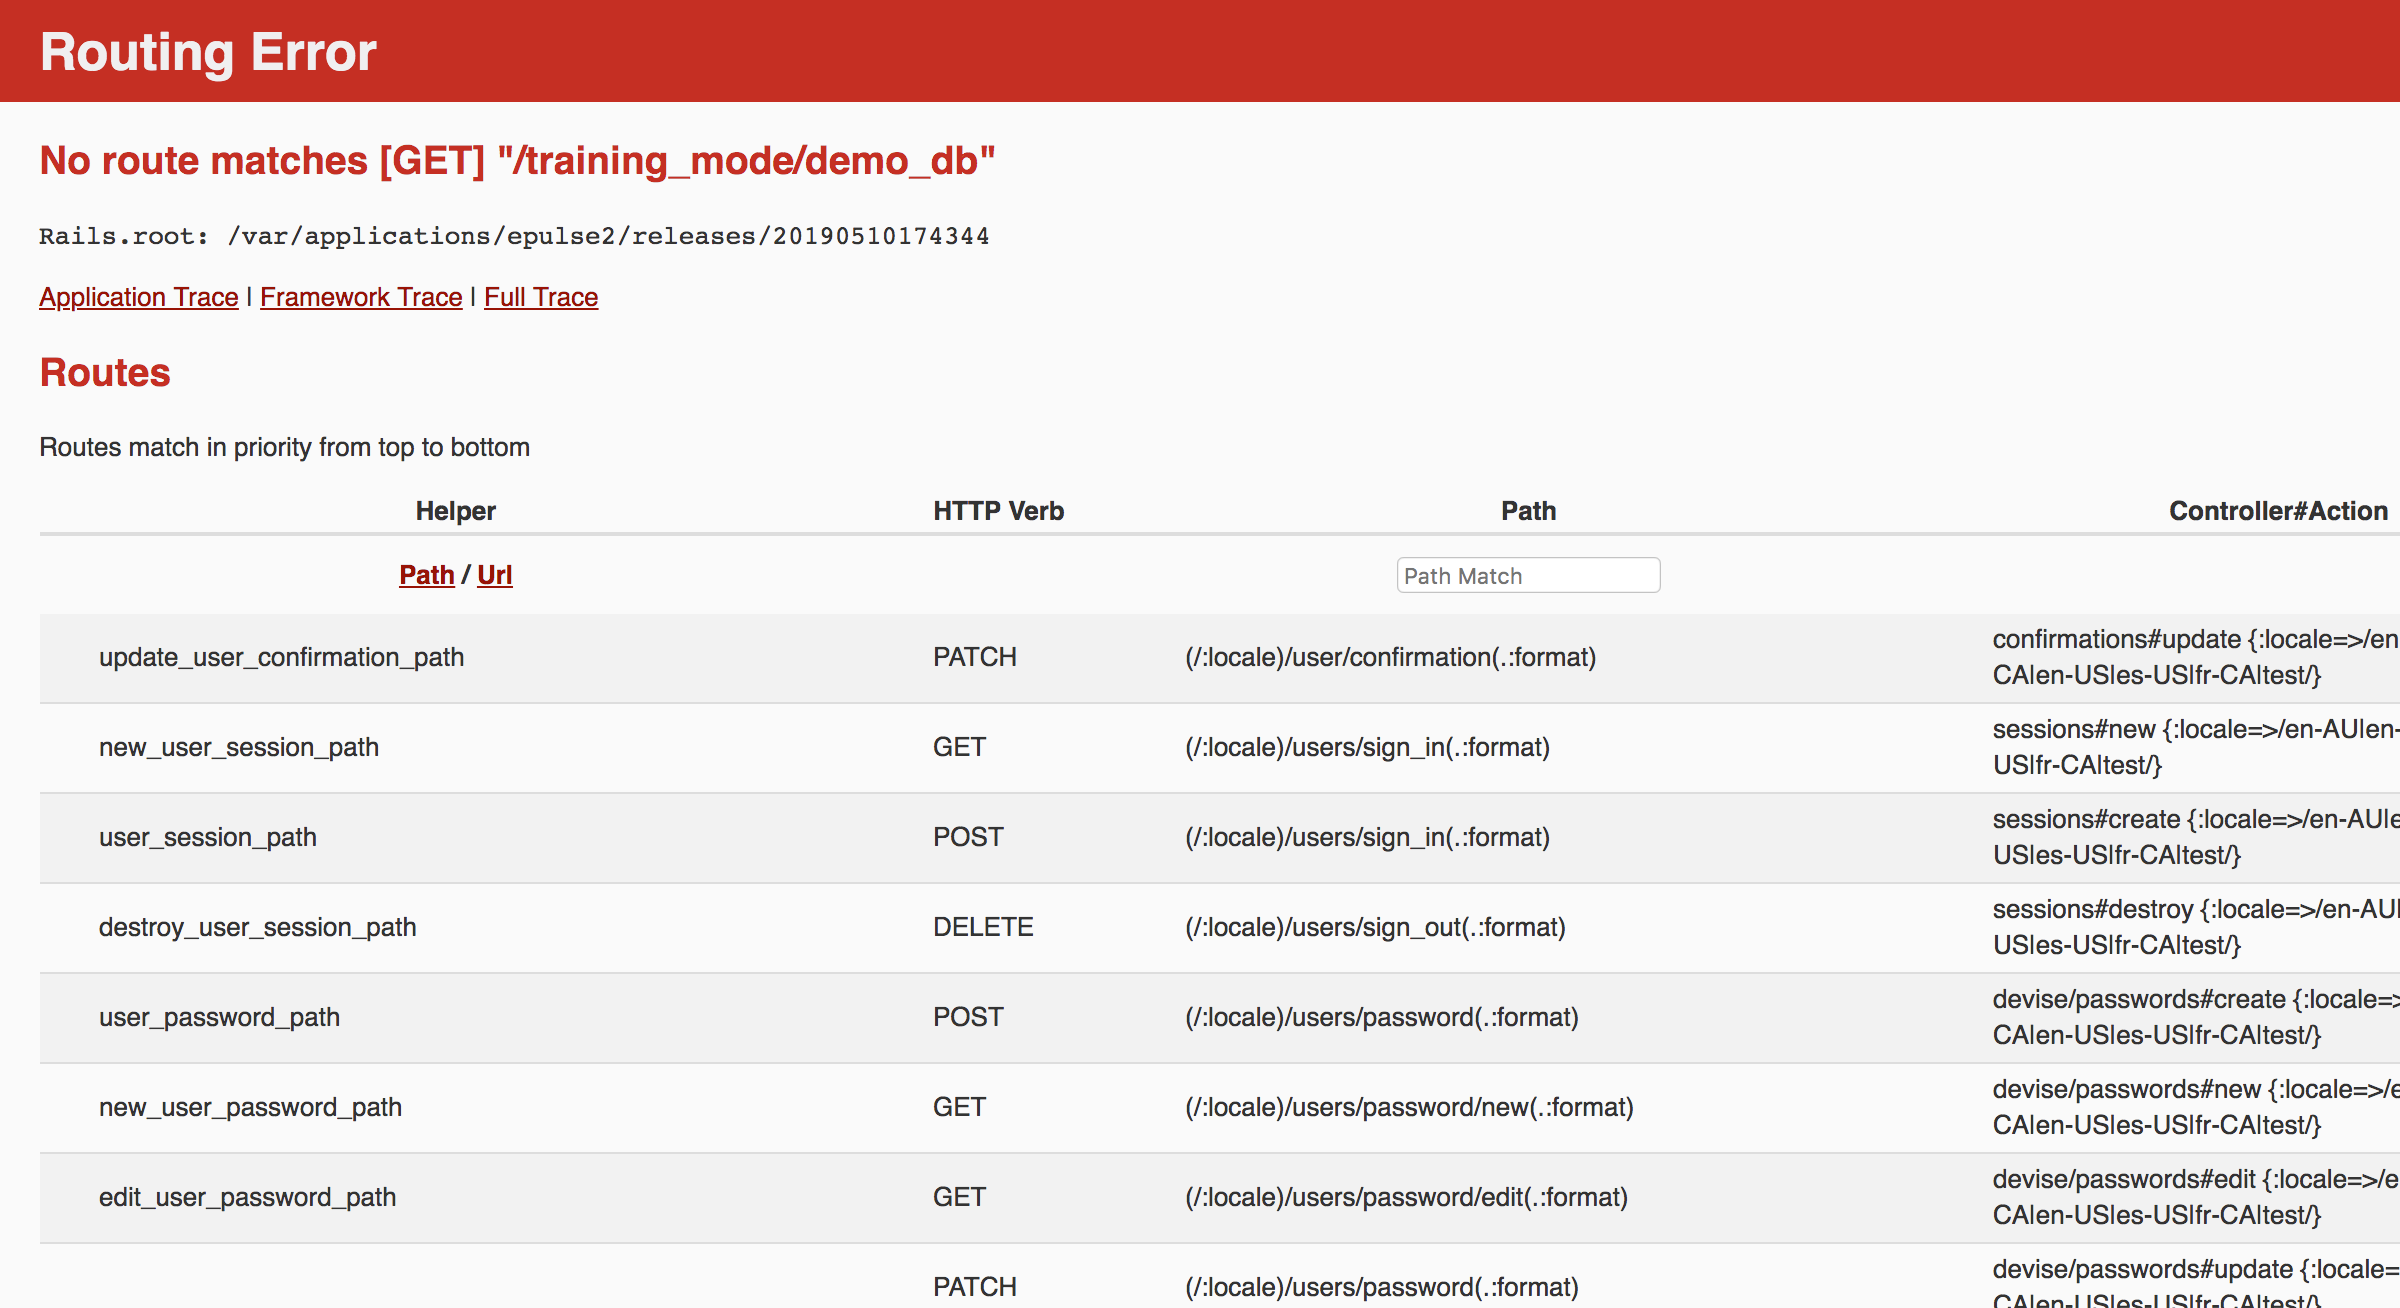 Routing Error
No route matches [GET] "/training_mode/demo_db"
Rails.root: /var/applications/epulse2/releases/20190510174344
Application Trace | Framework Trace | Full Trace
Routes
Routes match in priority from top to bottom
Helper HTTP Verb Path Controller#Action
Path / Url Path Match
update_user_confirmation_path PATCH (/:locale)/user/confirmation(.:format) confirmations#update {:locale=>/en
CA|en-US|es-US|fr-CA|test/}
new_user_session_path GET (/:locale)/users/sign_in(.:format) sessions#new {:locale=>/en-AU|en-
US|fr-CA|test/}
user_session_path POST (/:locale)/users/sign_in(.:format) sessions#create {:locale=>/en-AU|e
US|es-US|fr-CA|test/}
destroy_user_session_path DELETE (/:locale)/users/sign_out(.:format) sessions#destroy {:locale=>/en-AU|
US|es-US|fr-CA|test/}
user_password_path POST (/:locale)/users/password(.:format) devise/passwords#create {:locale=>
CA|en-US|es-US|fr-CA|test/}
new_user_password_path GET (/:locale)/users/password/new(.:format) devise/passwords#new {:locale=>/e
CA|en-US|es-US|fr-CA|test/}
edit_user_password_path GET (/:locale)/users/password/edit(.:format) devise/passwords#edit {:locale=>/e
CA|en-US|es-US|fr-CA|test/}
PATCH (/:locale)/users/password(.:format) devise/passwords#update {:locale=
CA|en-US|es-US|fr-CA|test/}